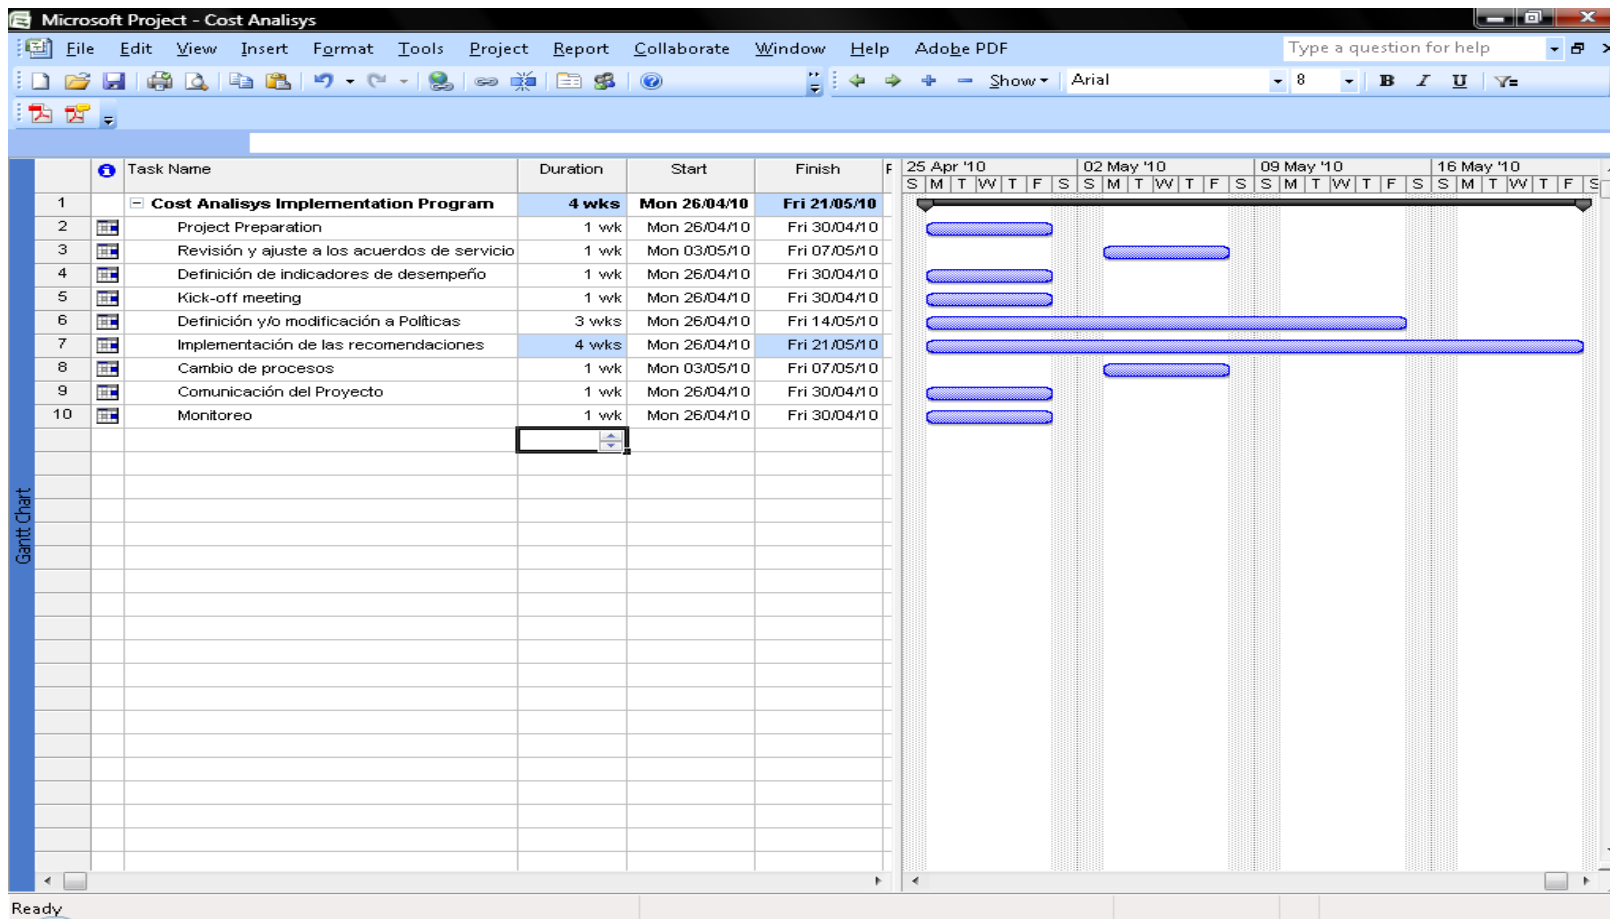 Microsoft Project - Cost Analisys
File Edit View Insert Format Tools Project Report Collaborate Window Help Adobe PDF Type a question for help
Show Arial 8 B I U
Task Name Duration Start Finish 25 Apr '10 02 May '10 09 May '10 16 May '10
S M T W T F S S M T W T F S S M T W T F S S M T W T F S
1 Cost Analisys Implementation Program 4 wks Mon 26/04/10 Fri 21/05/10
2 Project Preparation 1 wk Mon 26/04/10 Fri 30/04/10
3 Revisión y ajuste a los acuerdos de servicio 1 wk Mon 03/05/10 Fri 07/05/10
4 Definición de indicadores de desempeño 1 wk Mon 26/04/10 Fri 30/04/10
5 Kick-off meeting 1 wk Mon 26/04/10 Fri 30/04/10
6 Definición y/o modificación a Políticas 3 wks Mon 26/04/10 Fri 14/05/10
7 Implementación de las recomendaciones 4 wks Mon 26/04/10 Fri 21/05/10
8 Cambio de procesos 1 wk Mon 03/05/10 Fri 07/05/10
9 Comunicación del Proyecto 1 wk Mon 26/04/10 Fri 30/04/10
10 Monitoreo 1 wk Mon 26/04/10 Fri 30/04/10
Gantt Chart
Ready